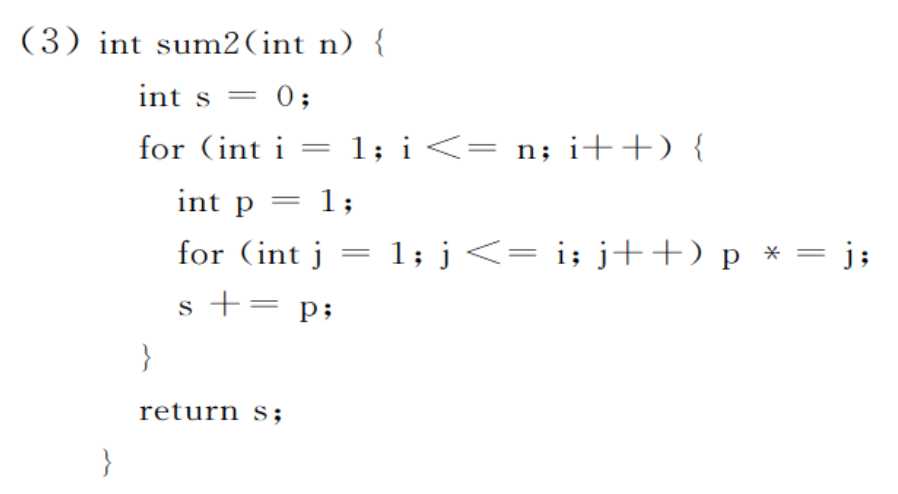 （3）int sum2(int n) {
int s = 0;
for (int i = 1; i <= n; i++) {
int p = 1;
for (int j = 1; j <= i; j++) p *= j;
s += p;
}
return s;
}